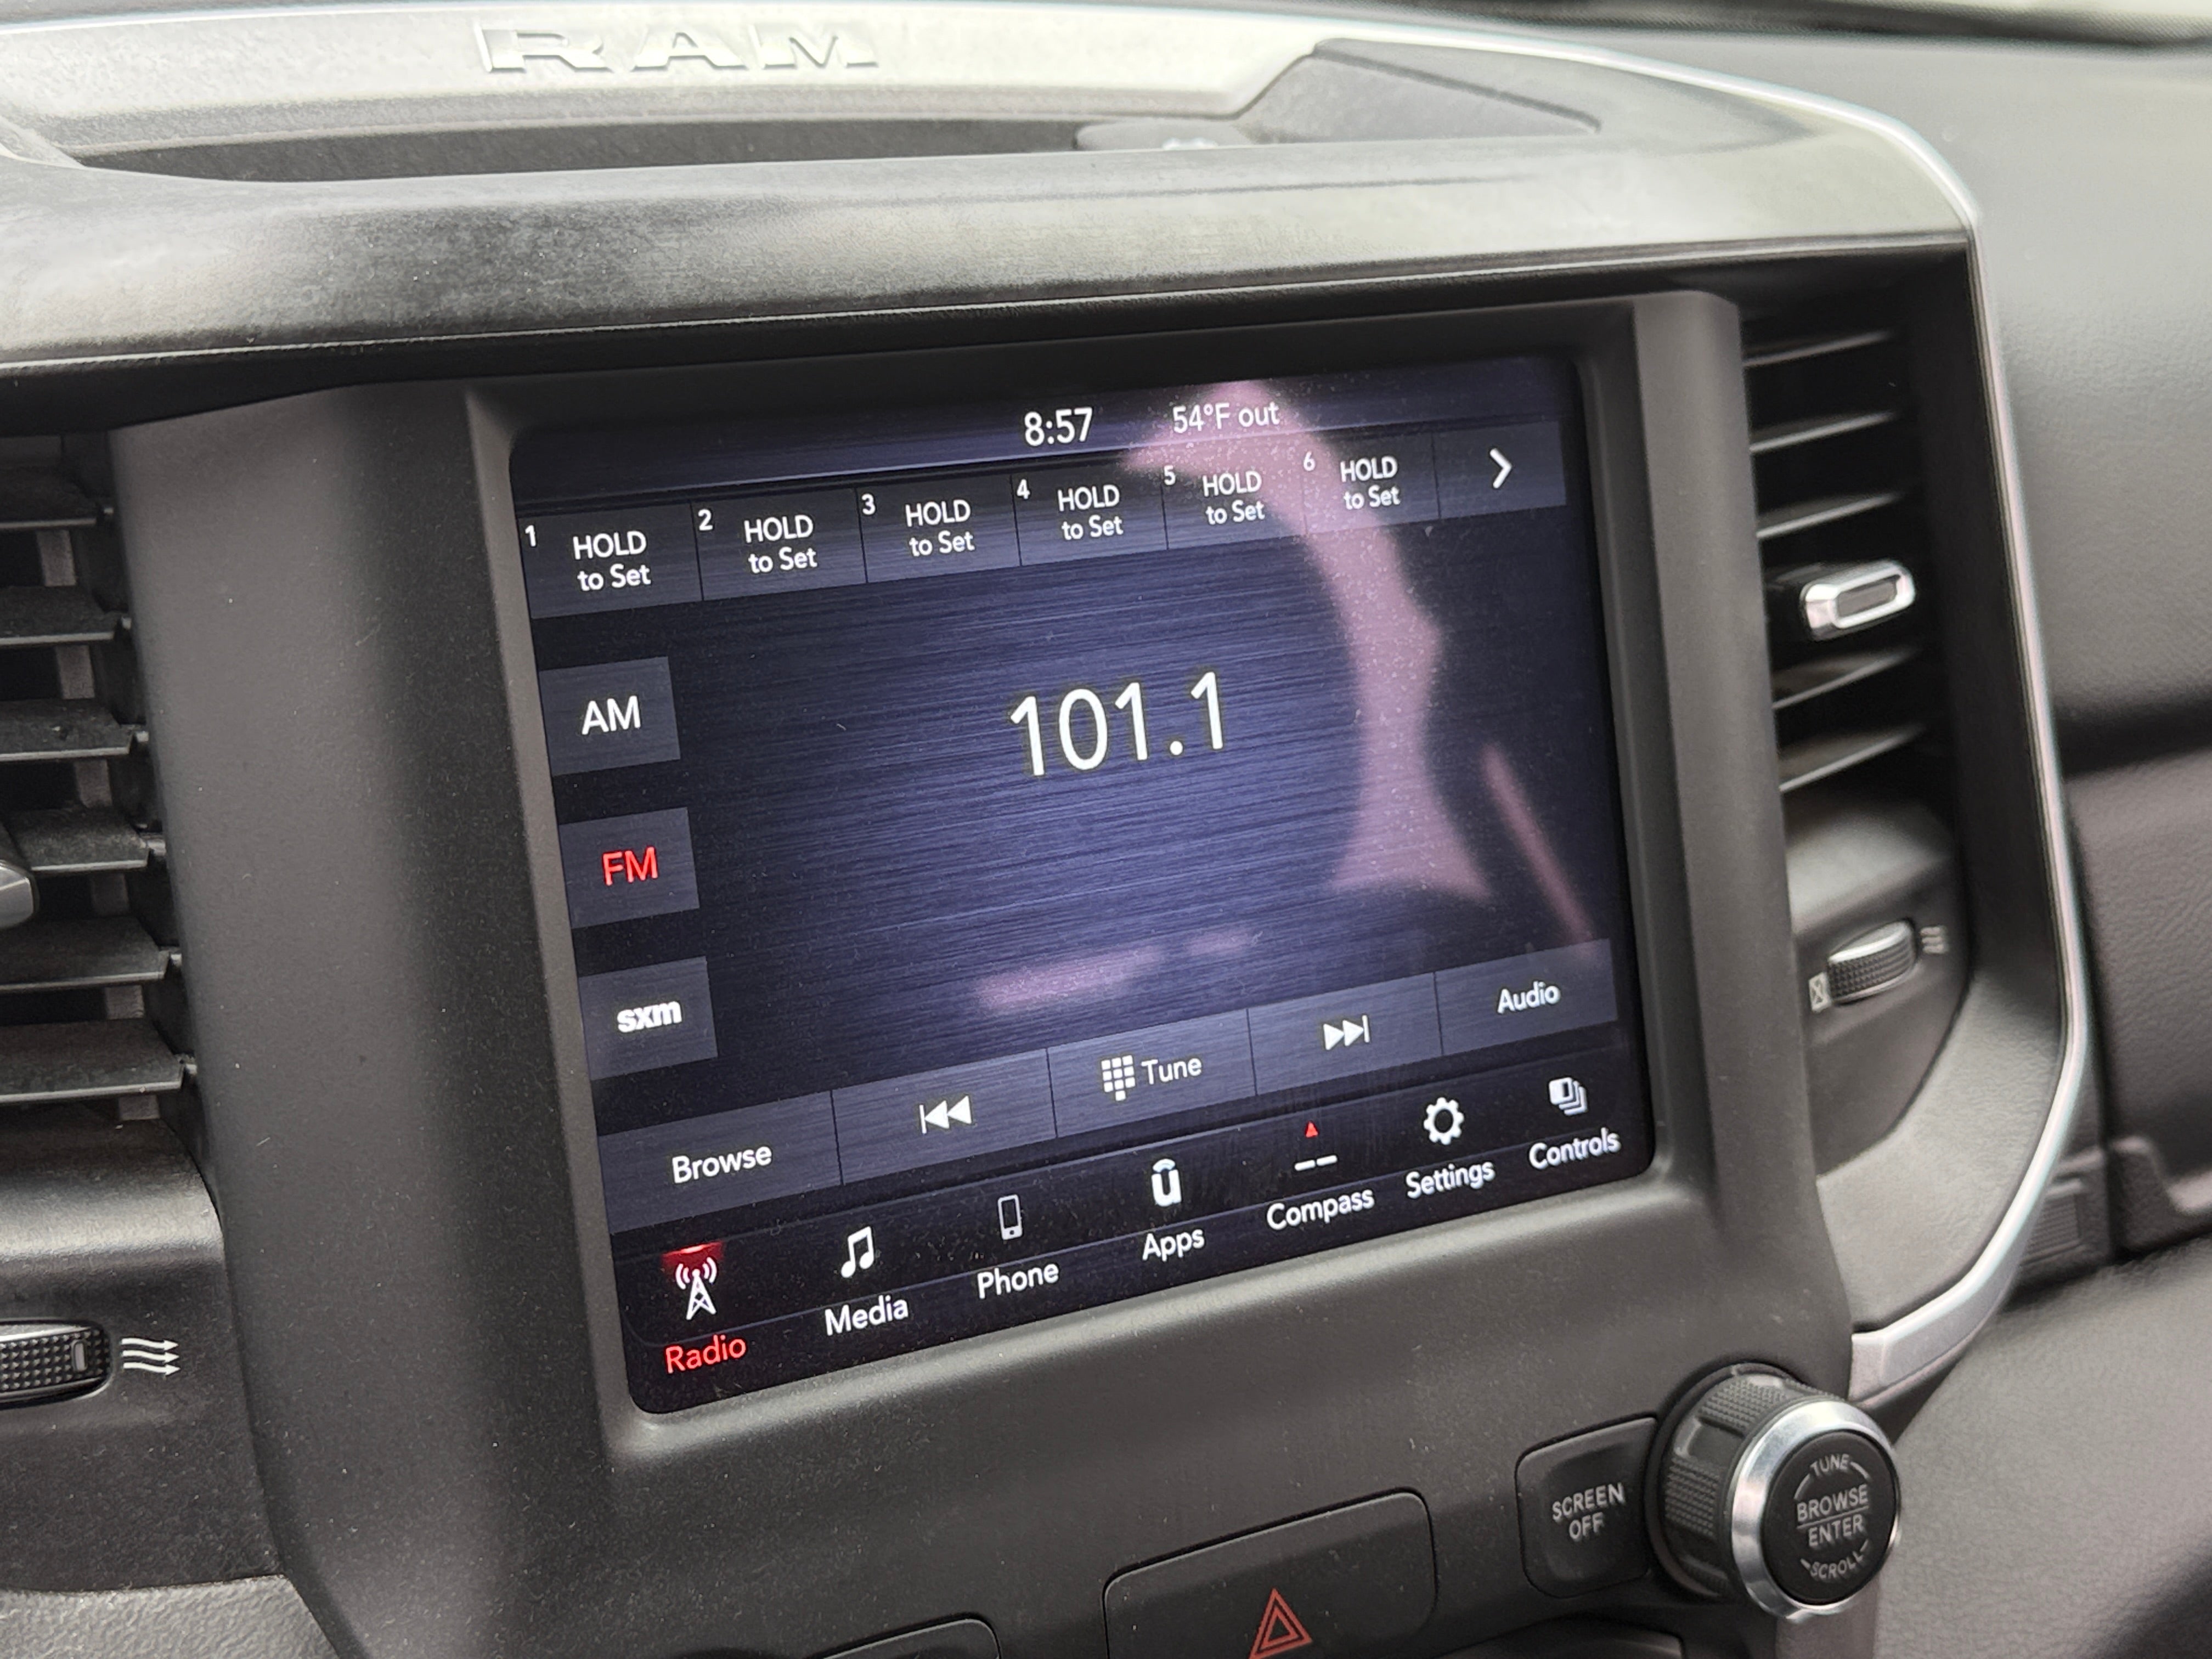 RAM
8:57 54°F out
1 HOLD to Set
2 HOLD to Set
3 HOLD to Set
4 HOLD to Set
5 HOLD to Set
6 HOLD to Set
AM
101.1
FM
sxm
Browse
Tune
Audio
Radio
Media
Phone
Apps
Compass
Settings
Controls
SCREEN
OFF
TUNE
BROWSE
ENTER
SCROLL